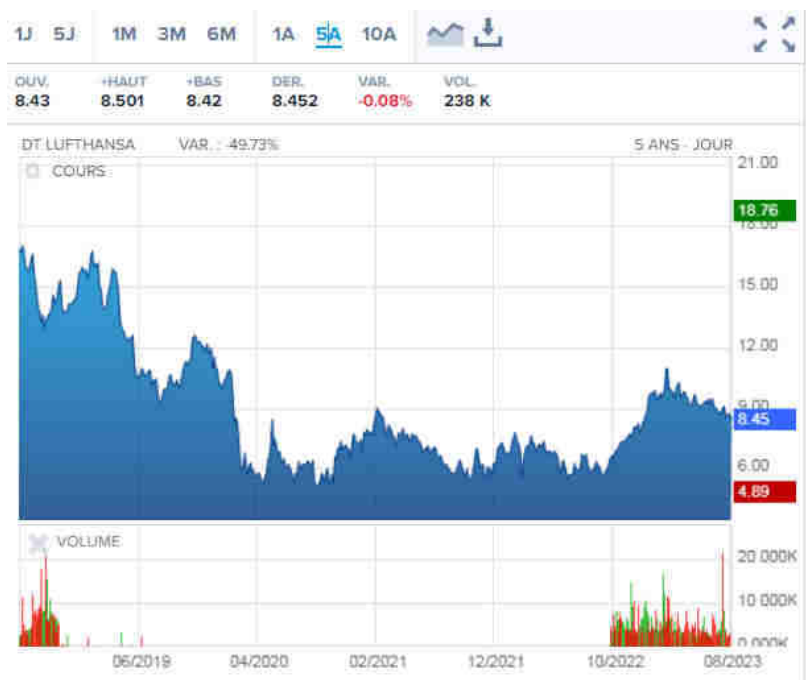 1J 5J 1M 3M 6M 1A 5A 10A
OUV. +HAUT +BAS DER. VAR. VOL.
8.43 8.501 8.42 8.452 -0.08% 238 K
DT LUFTHANSA VAR. : -49.73% 5 ANS - JOUR
COURS
21.00
18.76
18.00
15.00
12.00
9.00
8.45
6.00
4.89
VOLUME
20 000K
10 000K
0.000K
06/2019 04/2020 02/2021 12/2021 10/2022 08/2023